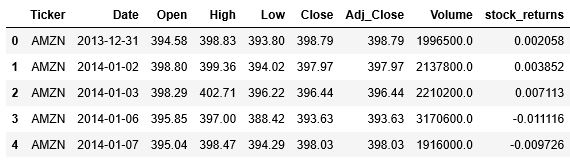 Ticker Date Open High Low Close Adj_Close Volume stock_returns
0 AMZN 2013-12-31 394.58 398.83 393.80 398.79 398.79 1996500.0 0.002058
1 AMZN 2014-01-02 398.80 399.36 394.02 397.97 397.97 2137800.0 0.003852
2 AMZN 2014-01-03 398.29 402.71 396.22 396.44 396.44 2210200.0 0.007113
3 AMZN 2014-01-06 395.85 397.00 388.42 393.63 393.63 3170600.0 -0.011116
4 AMZN 2014-01-07 395.04 398.47 394.29 398.03 398.03 1916000.0 -0.009726